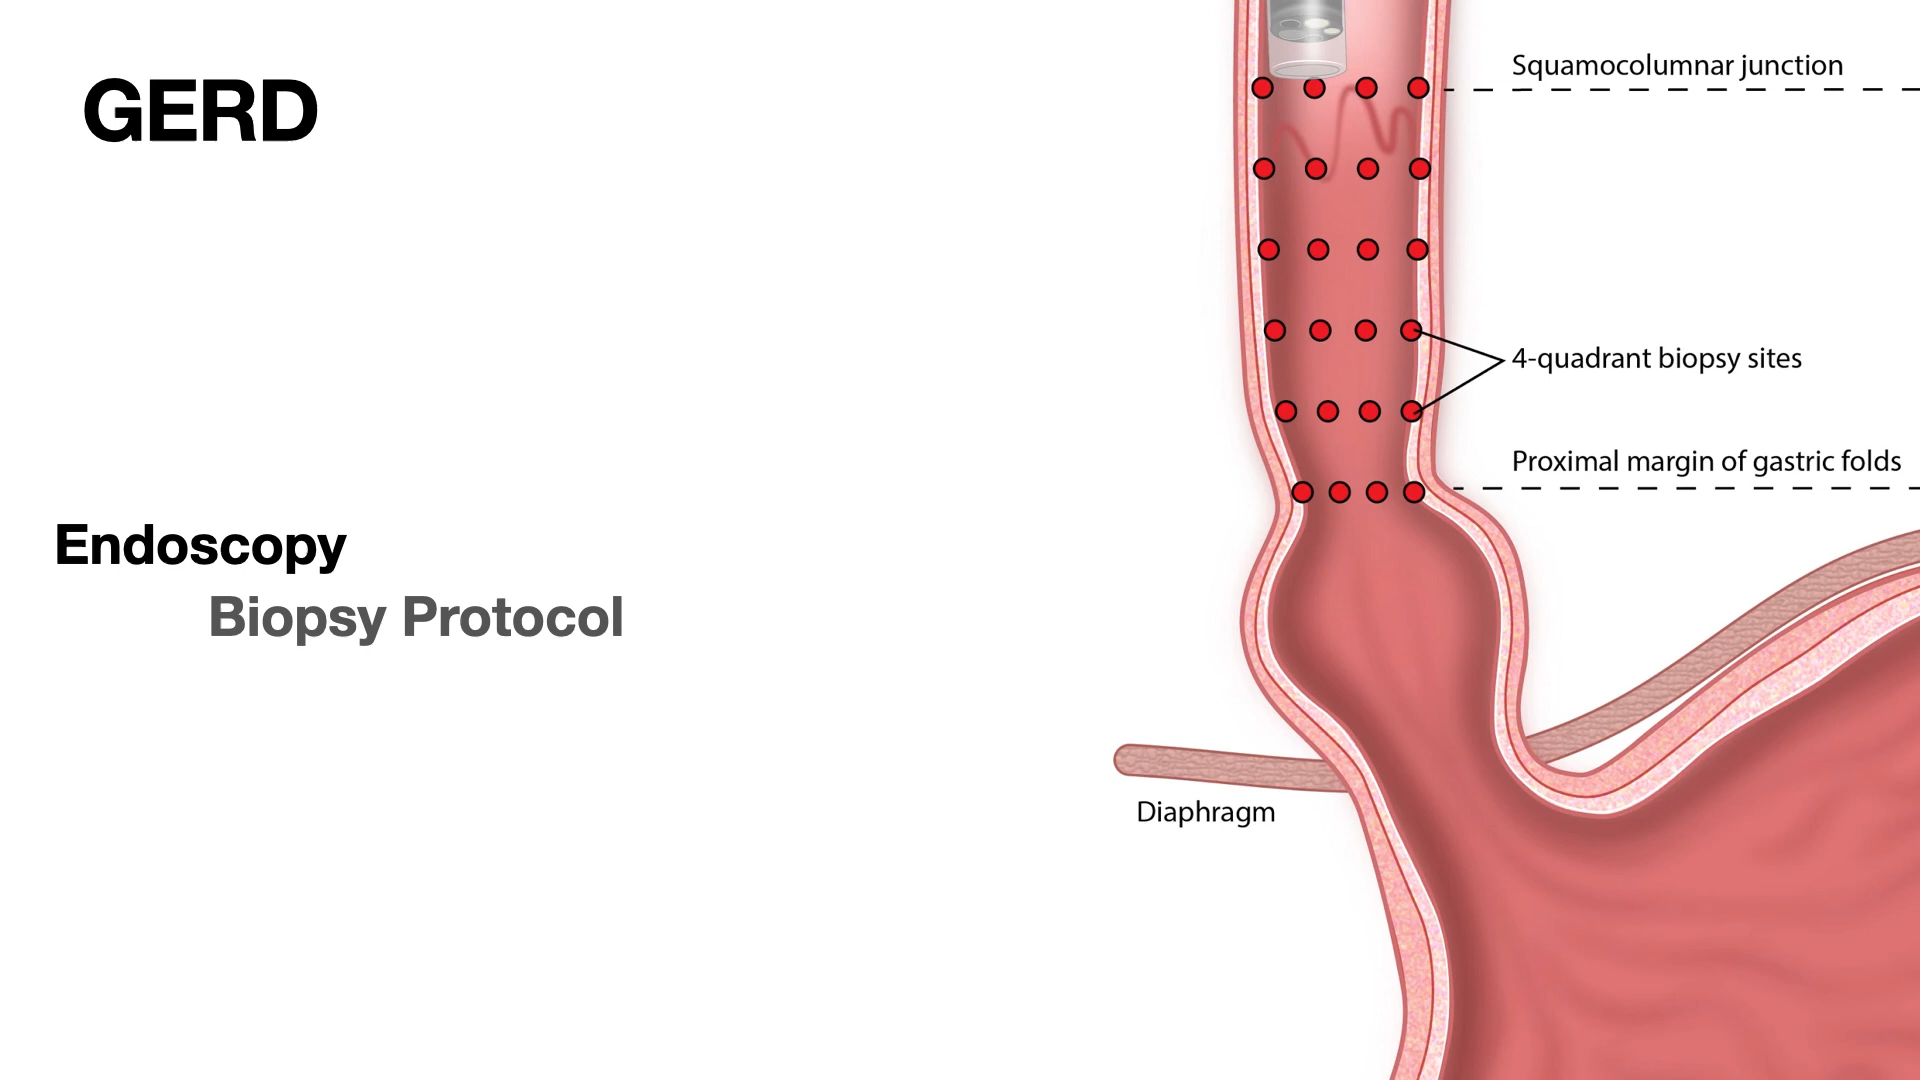 GERD
Endoscopy
Biopsy Protocol
Squamocolumnar junction
4-quadrant biopsy sites
Proximal margin of gastric folds
Diaphragm